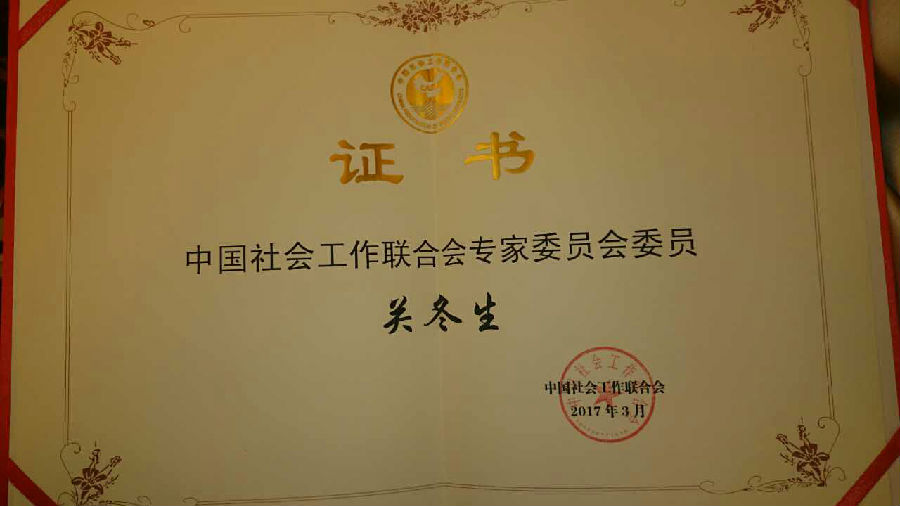 证 书
中国社会工作联合会专家委员会委员
关冬生
中国社会工作联合会
2017年3月